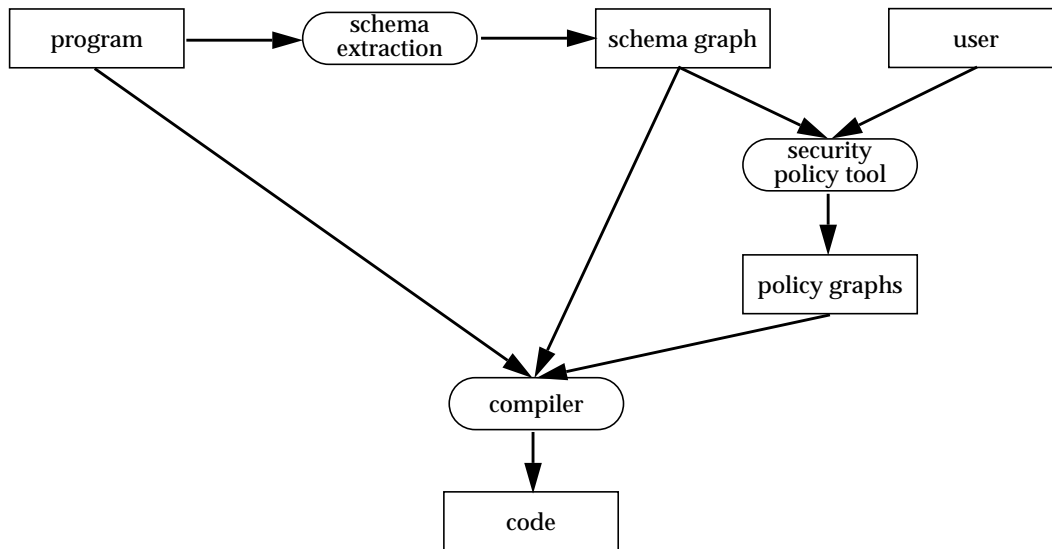 program
schema
extraction
schema graph
user
security
policy tool
policy graphs
compiler
code